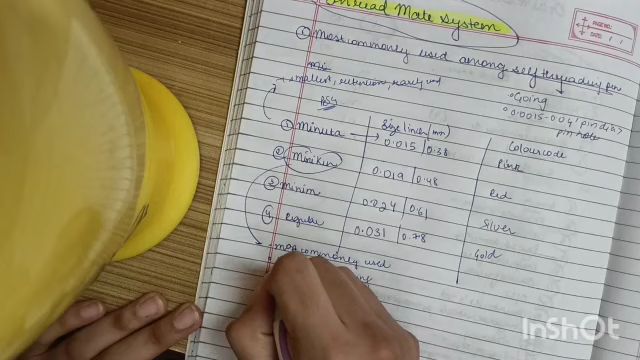 Thread Mate System
① Most commonly used among self threading pin
→ smallest, retention, rarely used
• Going
• 0.0015-0.004' pin dia >
pin hole
Size (inch/mm)
Colour code
① Minuta → 0.015 | 0.38
Pink
② Minikin
0.019 | 0.48
Red
③ Minim
0.024 | 0.61
Silver
④ Regular
0.031 | 0.78
Gold
→ most commonly used
PAGE NO.:
DATE: / /
InShOt